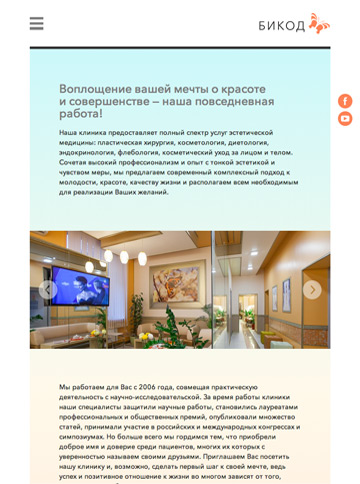 БИКОД
Воплощение вашей мечты о красоте
и совершенстве – наша повседневная
работа!
Наша клиника предоставляет полный спектр услуг эстетической
медицины: пластическая хирургия, косметология, диетология,
эндокринология, флебология, косметический уход за лицом и телом.
Сочетая высокий профессионализм и опыт с тонкой эстетикой и
чувством меры, мы предлагаем современный комплексный подход к
молодости, красоте, качеству жизни и располагаем всем необходимым
для реализации Ваших желаний.
Мы работаем для Вас с 2006 года, совмещая практическую
деятельность с научно-исследовательской. За время работы клиники
наши специалисты защитили научные работы, становились лауреатами
профессиональных и общественных премий, опубликовали множество
статей, принимали участие в российских и международных конгрессах и
симпозиумах. Но больше всего мы гордимся тем, что приобрели
доброе имя и доверие среди пациентов, многих их которых с
уверенностью называем своими друзьями. Приглашаем Вас посетить
нашу клинику и, возможно, сделать первый шаг к своей мечте, ведь
успех и позитивное отношение к жизни во многом зависят от того,